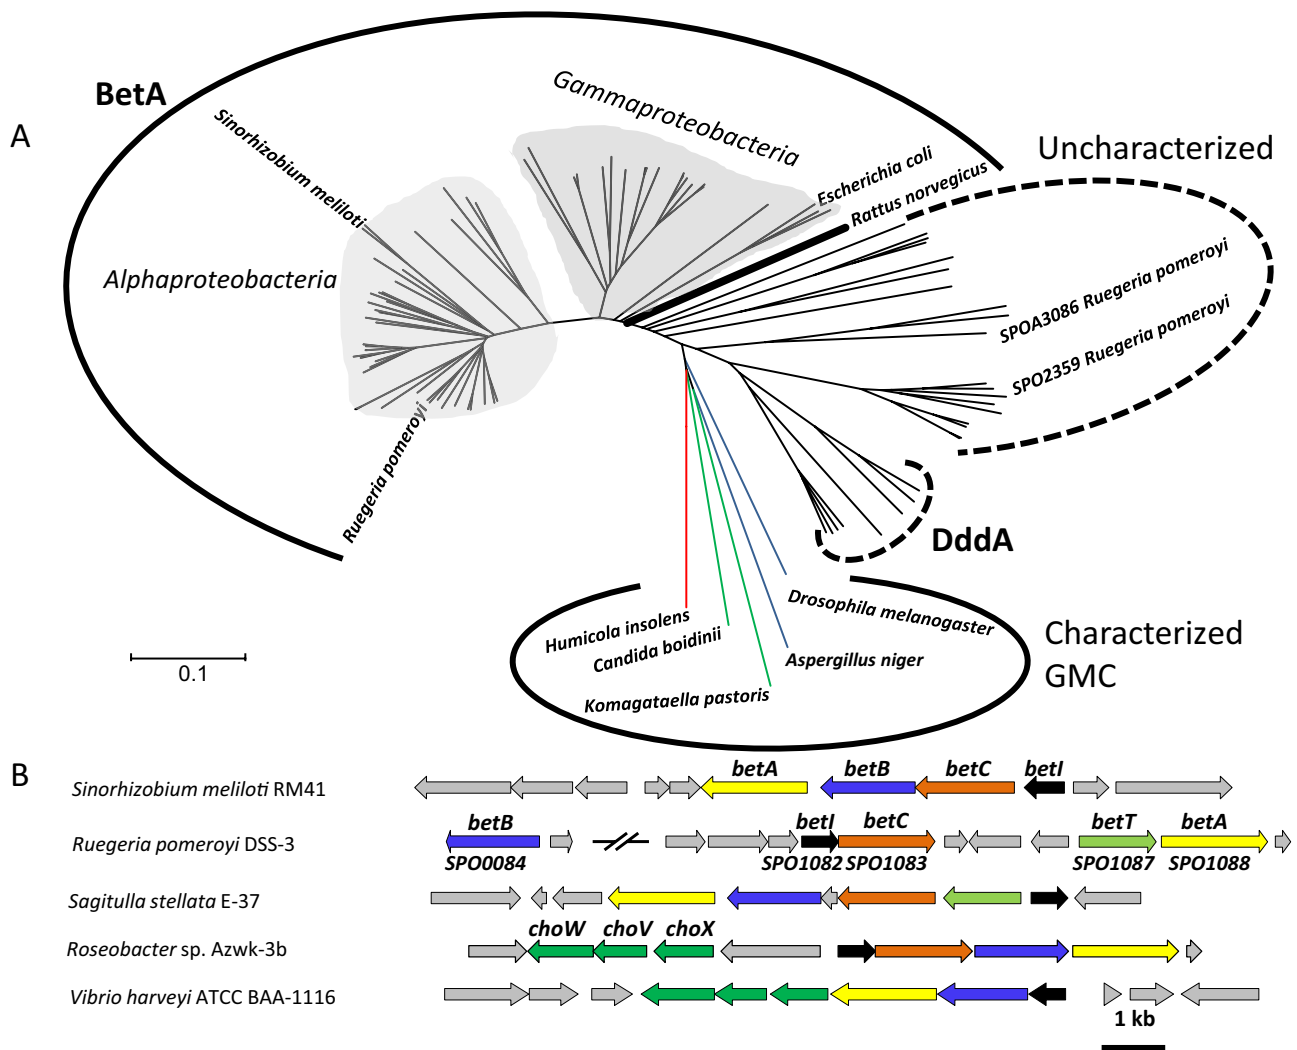 A
BetA
Gammaproteobacteria
Sinorhizobium meliloti
Escherichia coli
Rattus norvegicus
Uncharacterized
Alphaproteobacteria
SPOA3086 Ruegeria pomeroyi
SPO2359 Ruegeria pomeroyi
Ruegeria pomeroyi
DddA
Drosophila melanogaster
Humicola insolens
Candida boidinii
Aspergillus niger
Komagataella pastoris
Characterized
GMC
0.1
B
betA betB betC betI
Sinorhizobium meliloti RM41
betB betI betC betT betA
Ruegeria pomeroyi DSS-3
SPO0084 SPO1082 SPO1083 SPO1087 SPO1088
Sagitulla stellata E-37
choW choV choX
Roseobacter sp. Azwk-3b
Vibrio harveyi ATCC BAA-1116
1 kb